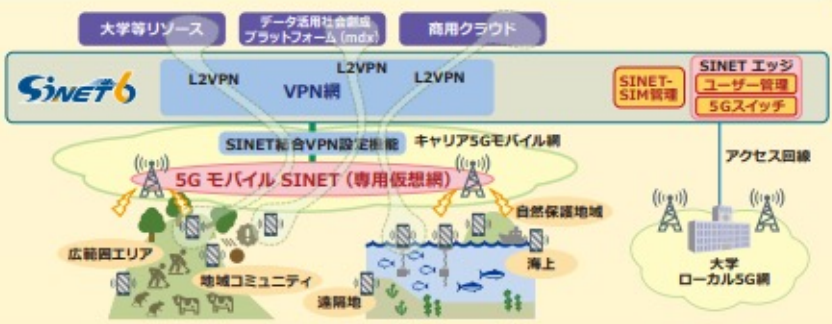 大学等リソース
データ活用社会創成
プラットフォーム(mdx)
商用クラウド
SINET6
L2VPN
L2VPN
L2VPN
VPN網
SINET-
SIM管理
SINET エッジ
ユーザー管理
5Gスイッチ
SINET結合VPN設定機能
キャリア5Gモバイル網
アクセス回線
5G モバイル SINET(専用仮想網)
自然保護地域
広範囲エリア
海上
地域コミュニティ
遠隔地
大学
ローカル5G網